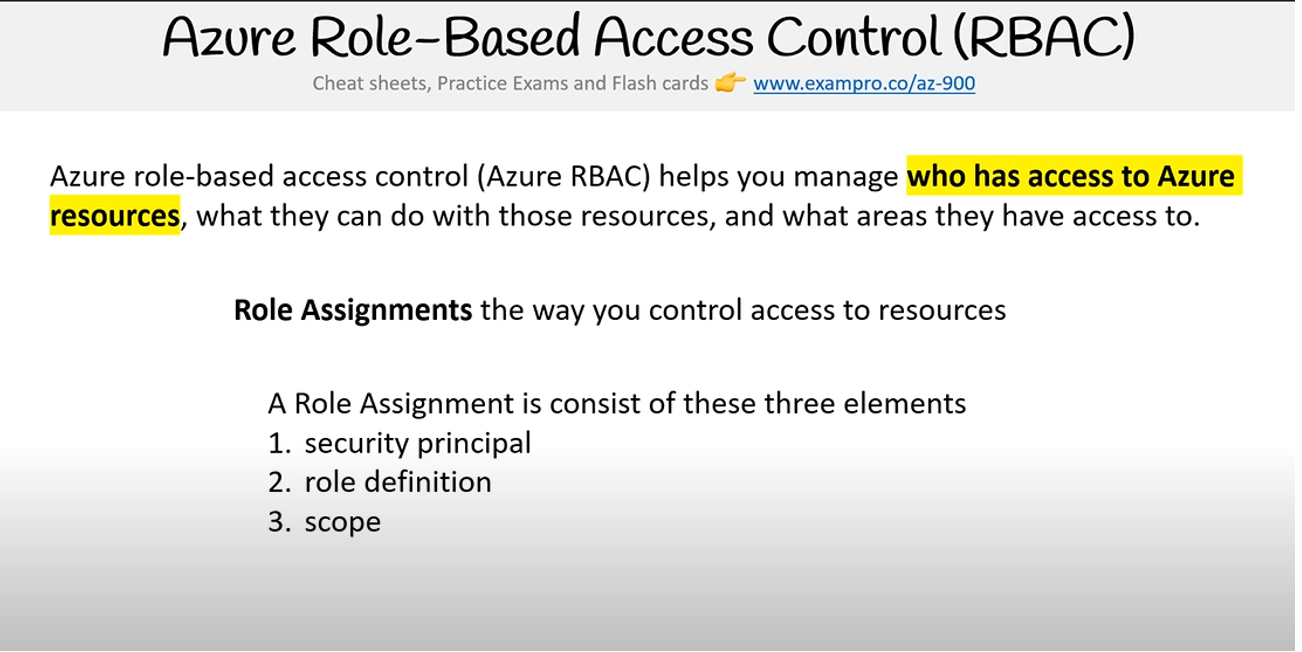 Azure Role-Based Access Control (RBAC)
Cheat sheets, Practice Exams and Flash cards 👉 www.exampro.co/az-900
Azure role-based access control (Azure RBAC) helps you manage who has access to Azure
resources, what they can do with those resources, and what areas they have access to.
Role Assignments the way you control access to resources
A Role Assignment is consist of these three elements
1. security principal
2. role definition
3. scope